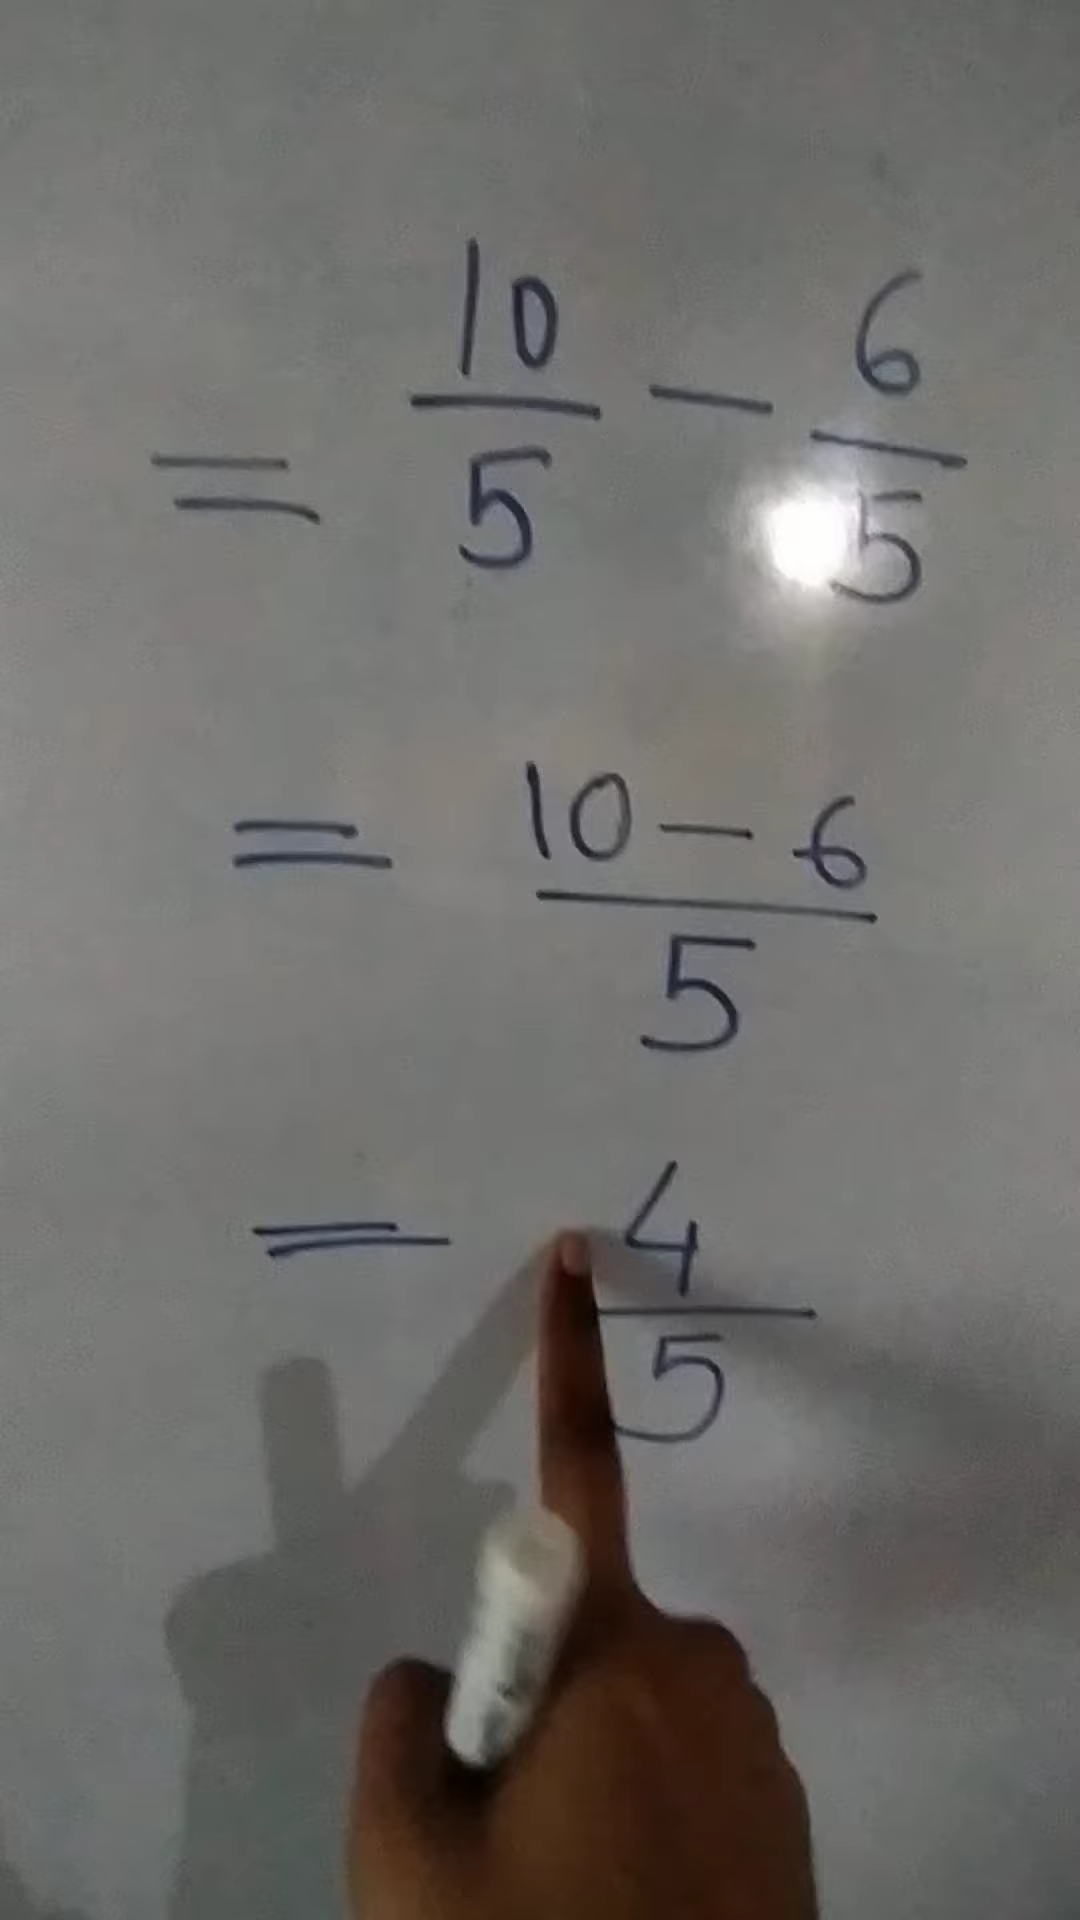 = 10/5 - 6/5
= 10 - 6/5
= 4/5